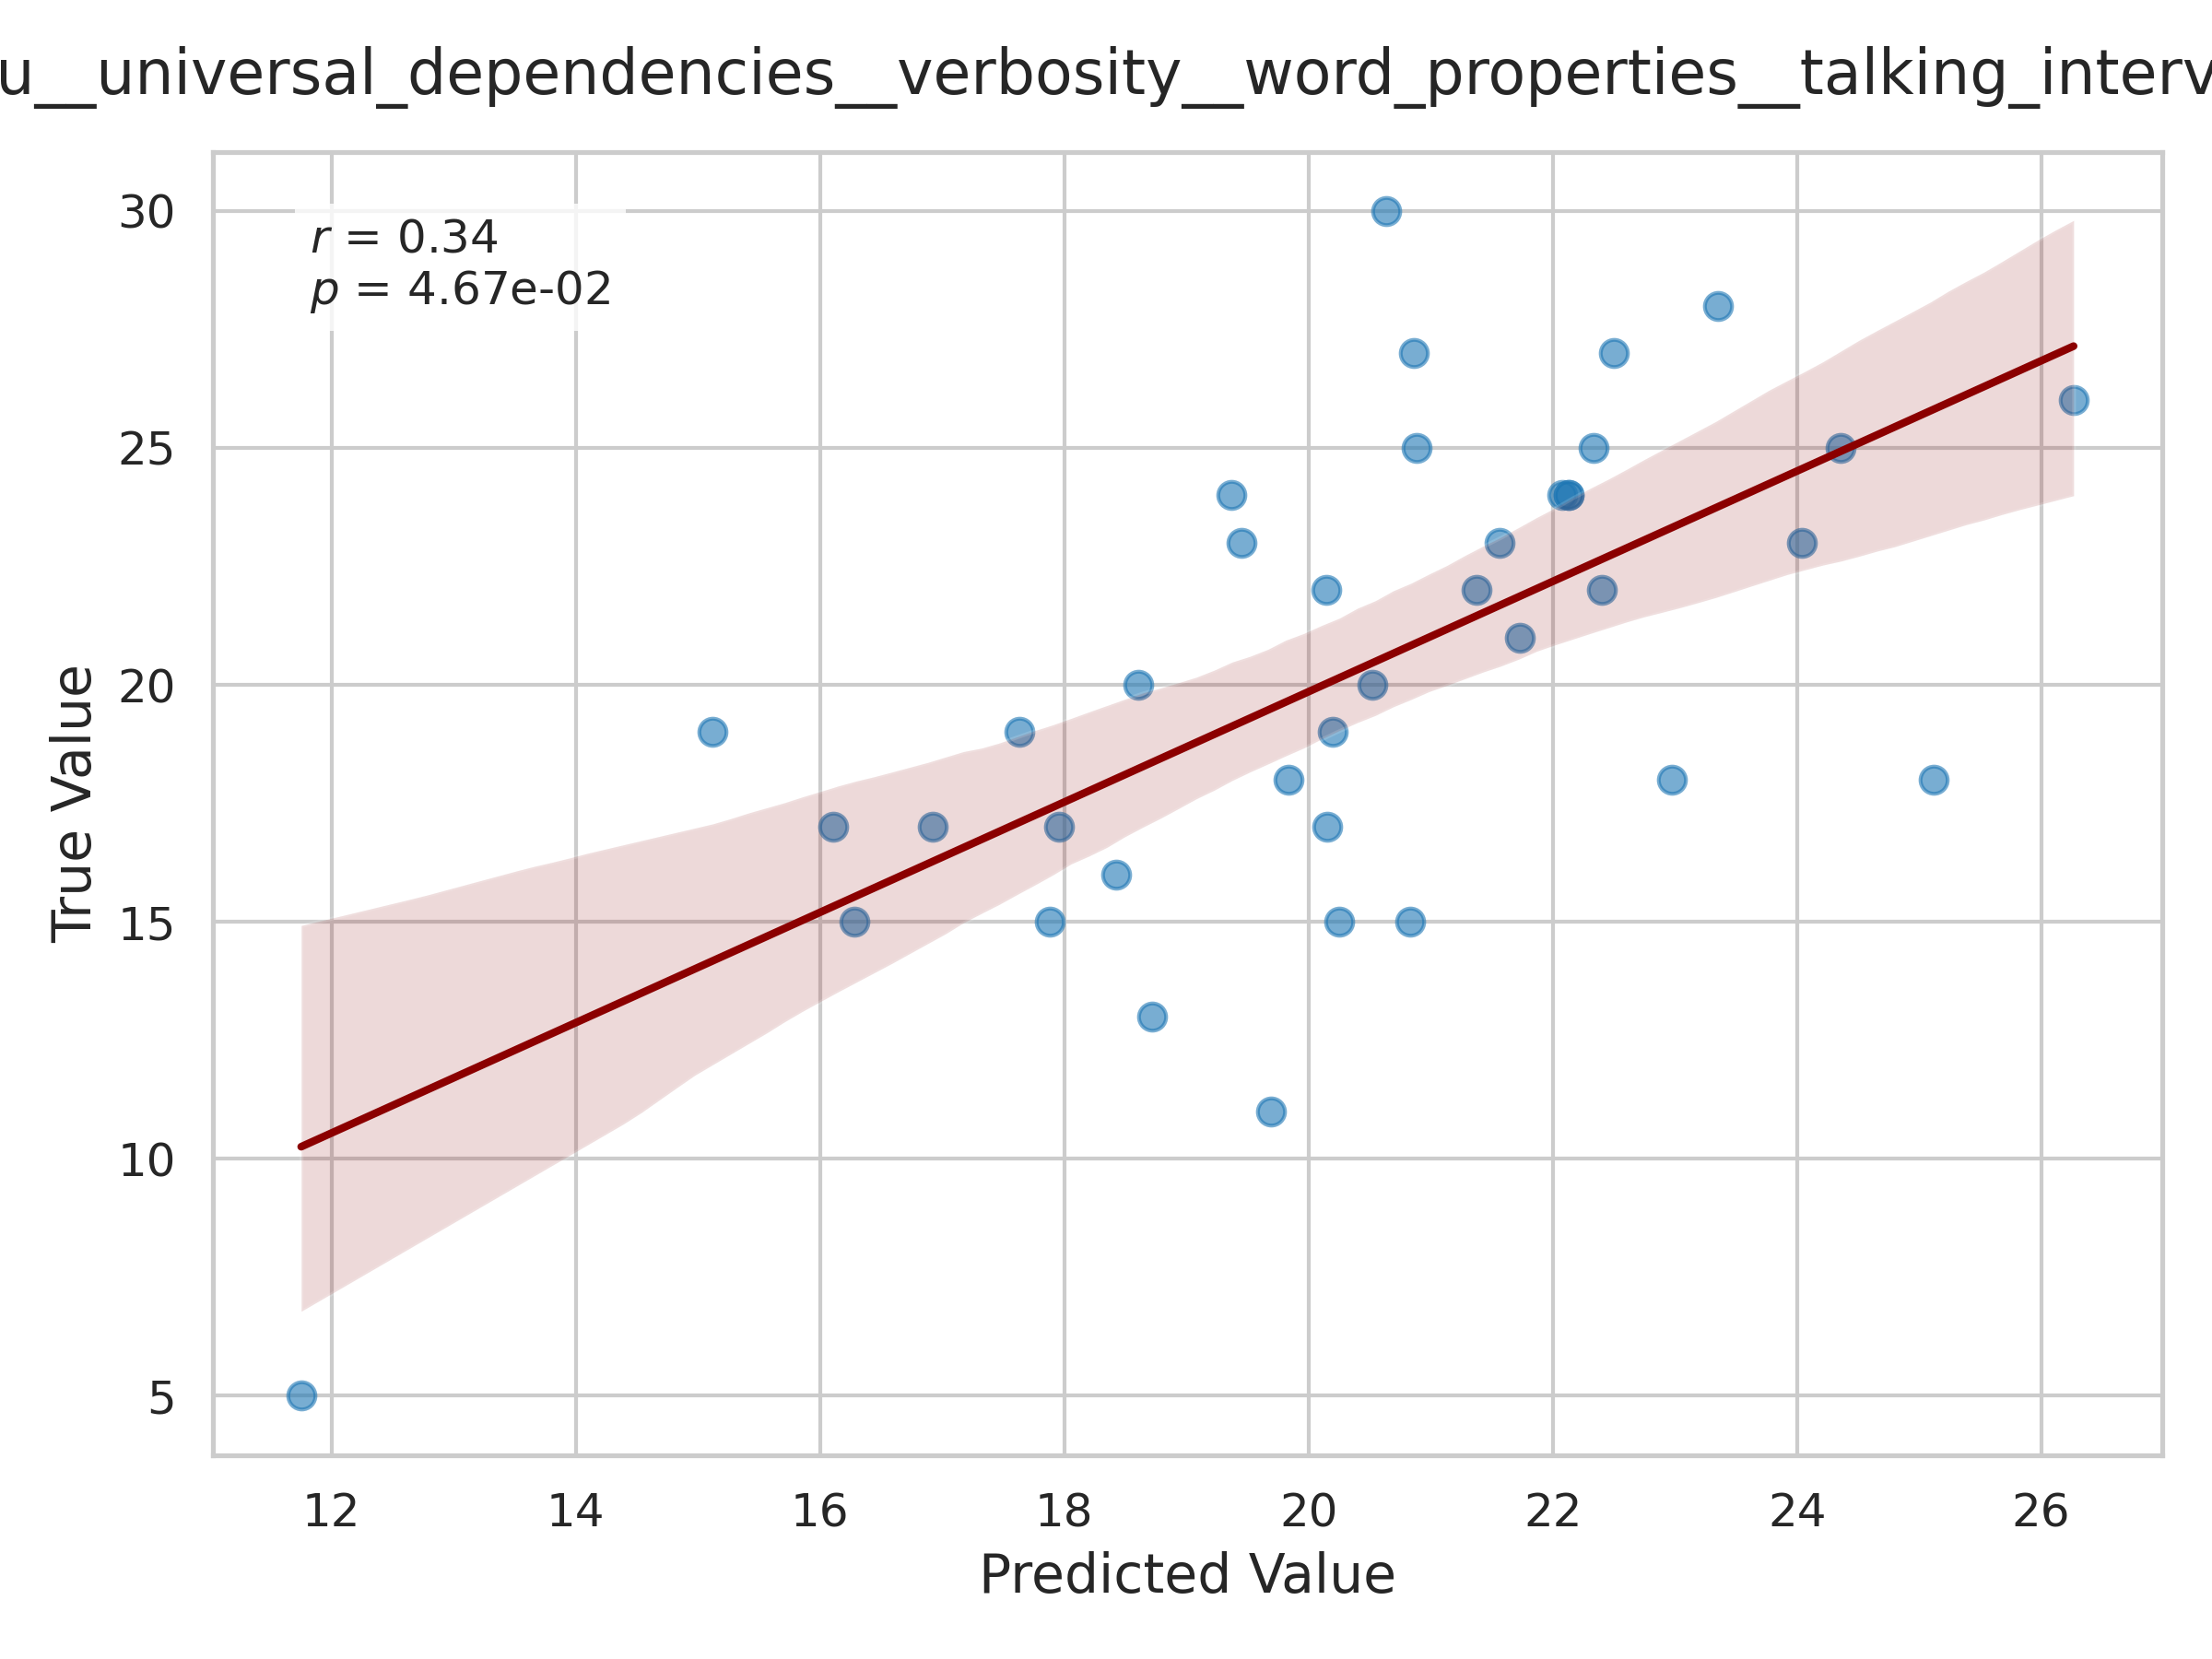 u__universal_dependencies__verbosity__word_properties__talking_interv
r = 0.34
p = 4.67e-02
30
25
20
15
10
5
True Value
12 14 16 18 20 22 24 26
Predicted Value